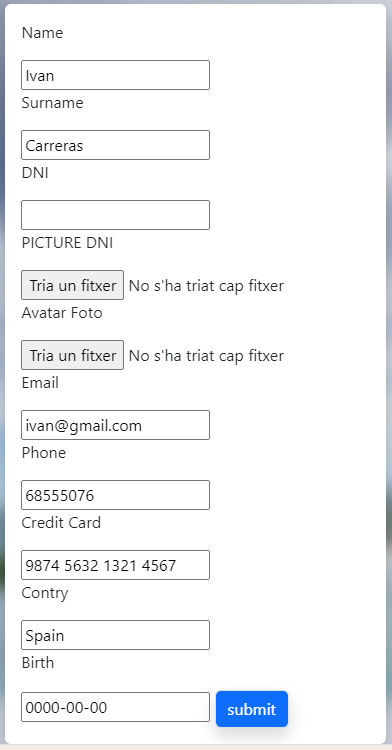 Name
Ivan
Surname
Carreras
DNI
PICTURE DNI
Tria un fitxer No s'ha triat cap fitxer
Avatar Foto
Tria un fitxer No s'ha triat cap fitxer
Email
ivan@gmail.com
Phone
68555076
Credit Card
9874 5632 1321 4567
Contry
Spain
Birth
0000-00-00 submit